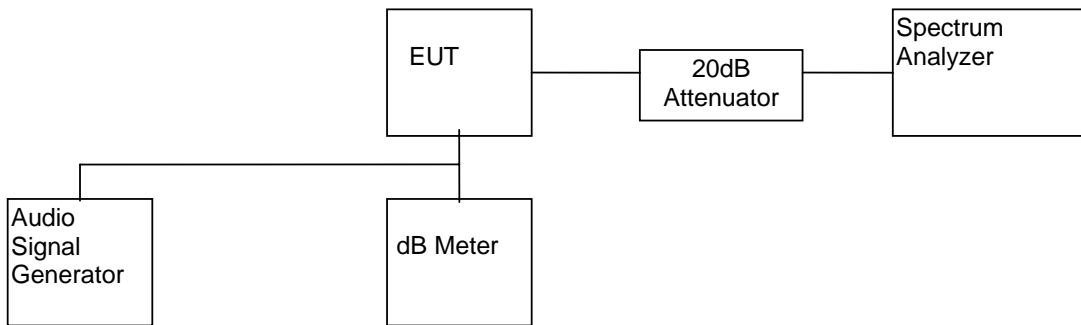 EUT
20dB
Attenuator
Spectrum
Analyzer
Audio
Signal
Generator
dB Meter